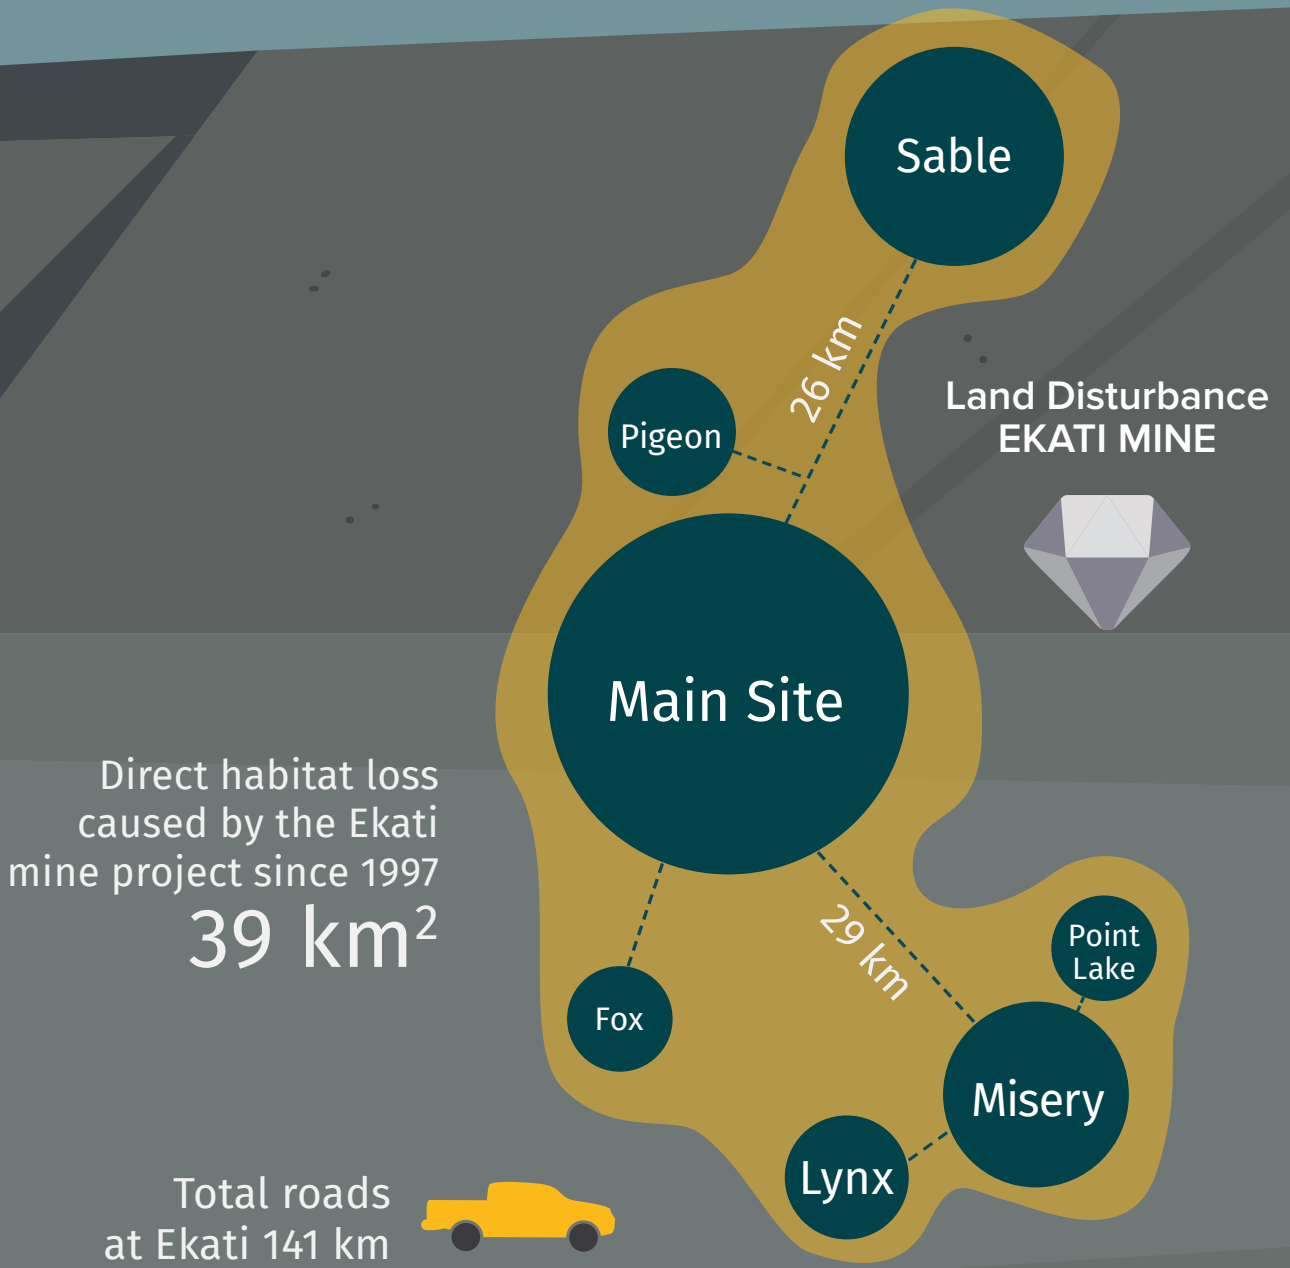 Sable
26 km
Land Disturbance
EKATI MINE
Pigeon
Main Site
Direct habitat loss
caused by the Ekati
mine project since 1997
39 km²
29 km
Point
Lake
Fox
Misery
Lynx
Total roads
at Ekati 141 km